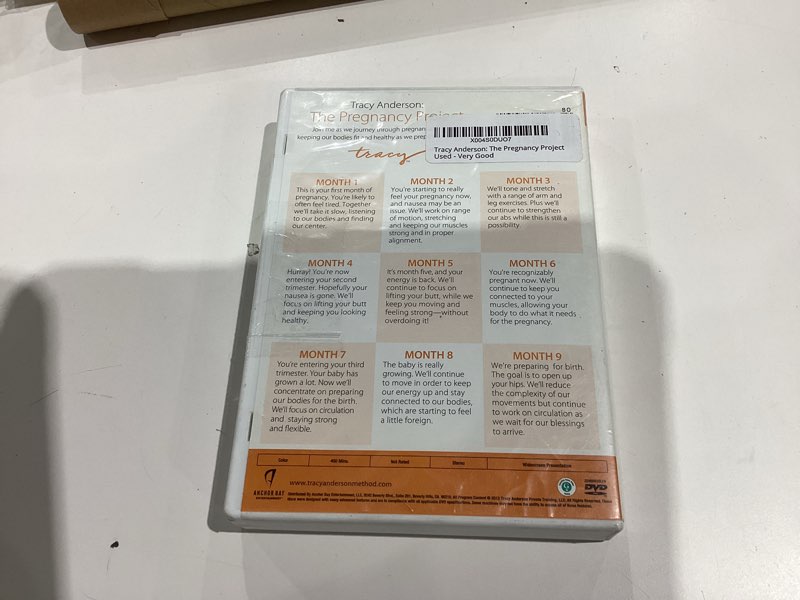 Tracy Anderson:
The Pregnancy Project
Join me as we journey through pregnan
keeping our bodies fit and healthy as we prep
tracy
X004S0DUO7
Tracy Anderson: The Pregnancy Project
Used - Very Good
MONTH 1
This is your first month of
pregnancy. You're likely to
often feel tired. Together
we'll take it slow, listening
to our bodies and finding
our center.
MONTH 2
You're starting to really
feel your pregnancy now,
and nausea may be an
issue. We'll work on range
of motion, stretching
and keeping our muscles
strong and in proper
alignment.
MONTH 3
We'll tone and stretch
with a range of arm and
leg exercises. Plus we'll
continue to strengthen
our abs while this is still a
possibility.
MONTH 4
Hurray! You're now
entering your second
trimester. Hopefully your
nausea is gone. We'll
focus on lifting your butt
and keeping you looking
healthy.
MONTH 5
It's month five, and your
energy is back. We'll
continue to focus on
lifting your butt, while we
keep you moving and
feeling strong—without
overdoing it!
MONTH 6
You're recognizably
pregnant now. We'll
continue to keep you
connected to your
muscles, allowing your
body to do what it needs
for the pregnancy.
MONTH 7
You're entering your third
trimester. Your baby has
grown a lot. Now we'll
concentrate on preparing
our bodies for the birth.
We'll focus on circulation
and staying strong
and flexible.
MONTH 8
The baby is really
growing. We'll continue
to move in order to keep
our energy up and stay
connected to our bodies,
which are starting to feel
a little foreign.
MONTH 9
We're preparing for birth.
The goal is to open up
your hips. We'll reduce
the complexity of our
movements but continue
to work on circulation as
we wait for our blessings
to arrive.
Color
Not Rated
Stereo
Widescreen Presentation
ANCHOR BAY
ENTERTAINMENT
www.tracyandersonmethod.com
DVD